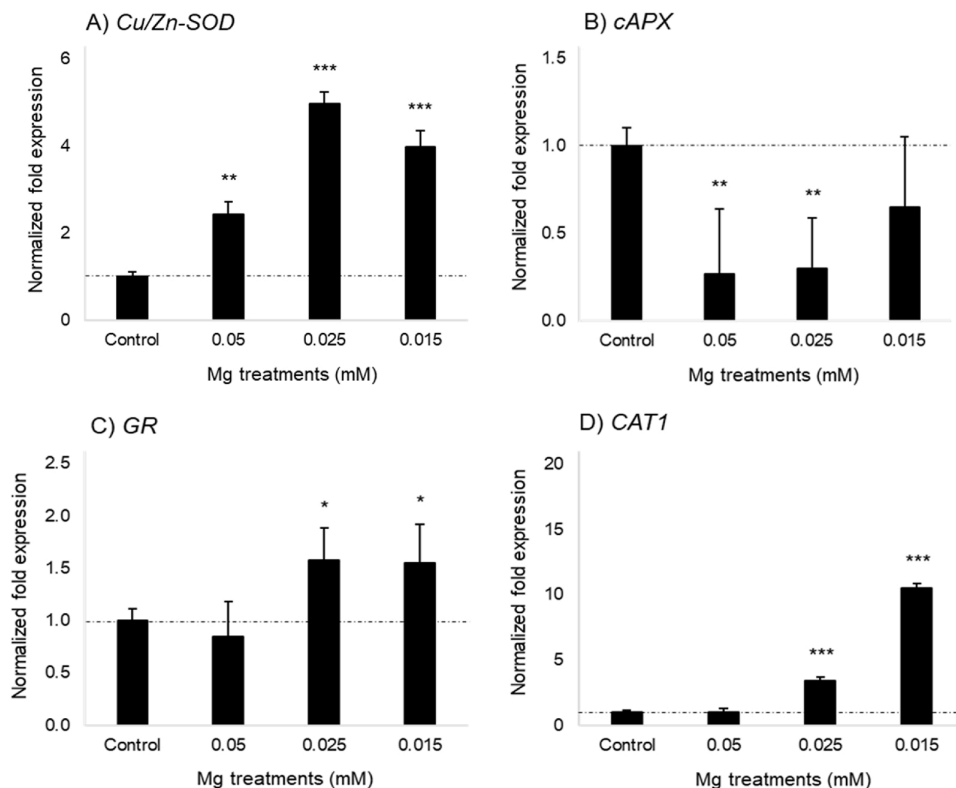 A) Cu/Zn-SOD
Normalized fold expression
6
4
2
0
**
***
***
Control 0.05 0.025 0.015
Mg treatments (mM)
B) cAPX
Normalized fold expression
1.5
1.0
0.5
0.0
**
**
Control 0.05 0.025 0.015
Mg treatments (mM)
C) GR
Normalized fold expression
2.5
2.0
1.5
1.0
0.5
0.0
*
*
Control 0.05 0.025 0.015
Mg treatments (mM)
D) CAT1
Normalized fold expression
20
15
10
5
0
***
***
Control 0.05 0.025 0.015
Mg treatments (mM)